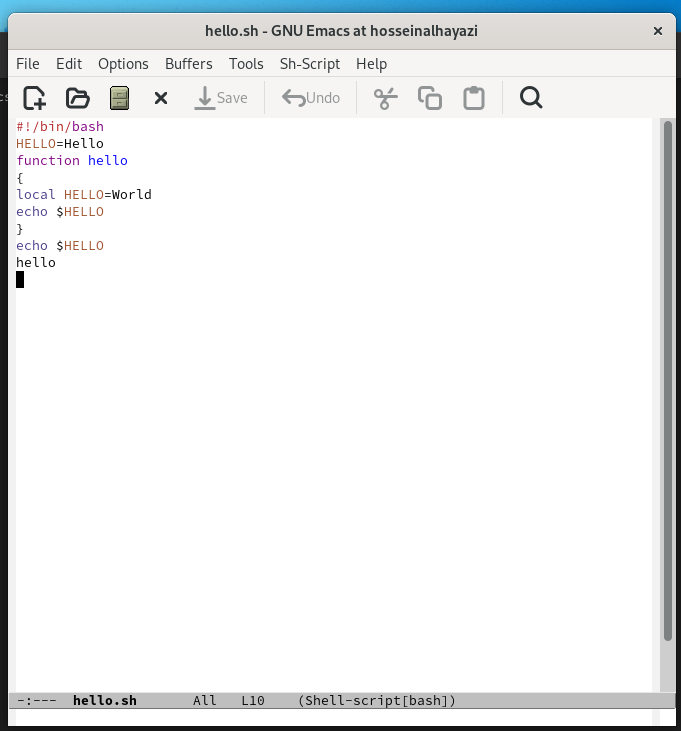 hello.sh - GNU Emacs at hosseinalhayazi
File Edit Options Buffers Tools Sh-Script Help
Save Undo
#!/bin/bash
HELLO=Hello
function hello
{
local HELLO=World
echo $HELLO
}
echo $HELLO
hello
-:--- hello.sh All L10 (Shell-script[bash])